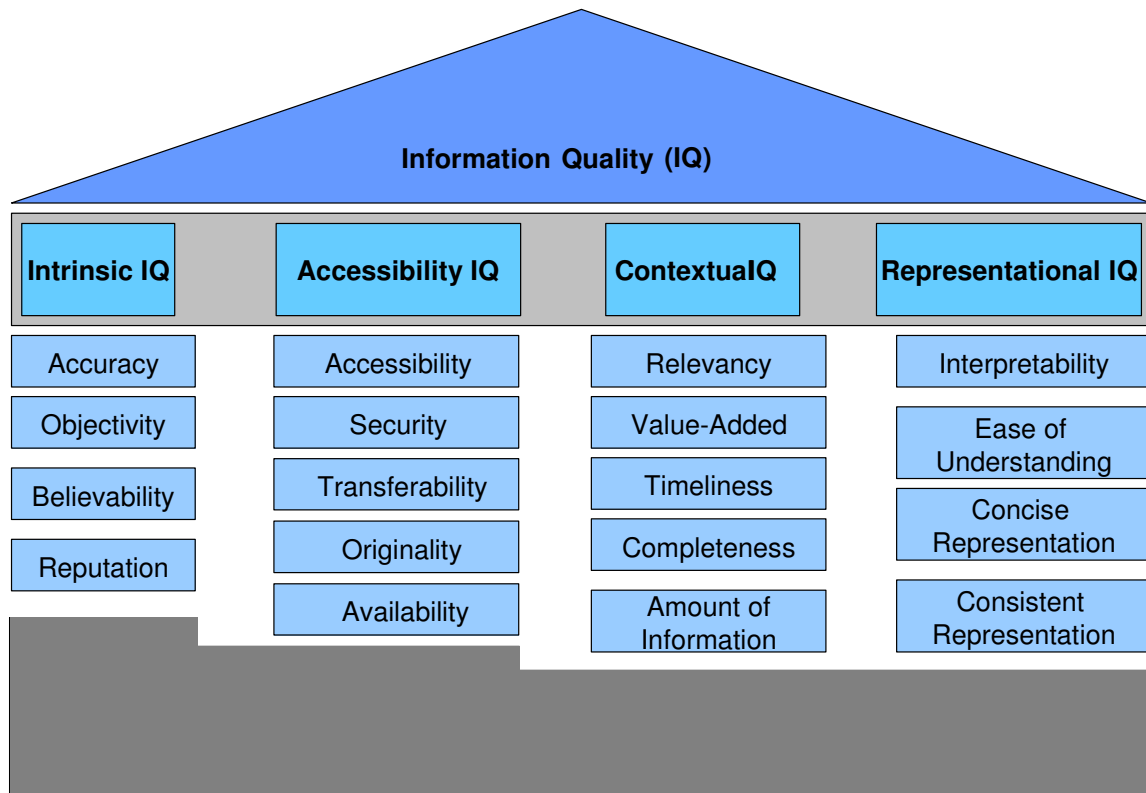 Information Quality (IQ)
Intrinsic IQ
Accessibility IQ
ContextualIQ
Representational IQ
Accuracy
Objectivity
Believability
Reputation
Accessibility
Security
Transferability
Originality
Availability
Relevancy
Value-Added
Timeliness
Completeness
Amount of
Information
Interpretability
Ease of
Understanding
Concise
Representation
Consistent
Representation